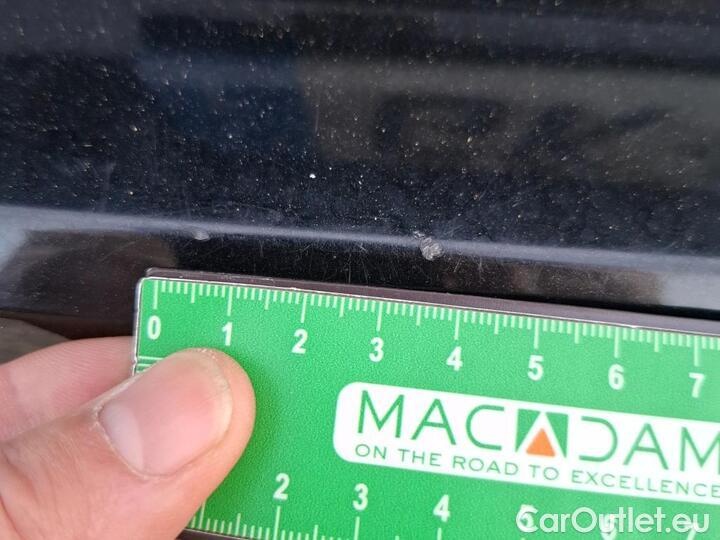 0 1 2 3 4 5 6 7
MACADAM
ON THE ROAD TO EXCELLENCE
2 3 4 5 6 7
CarOutlet.eu